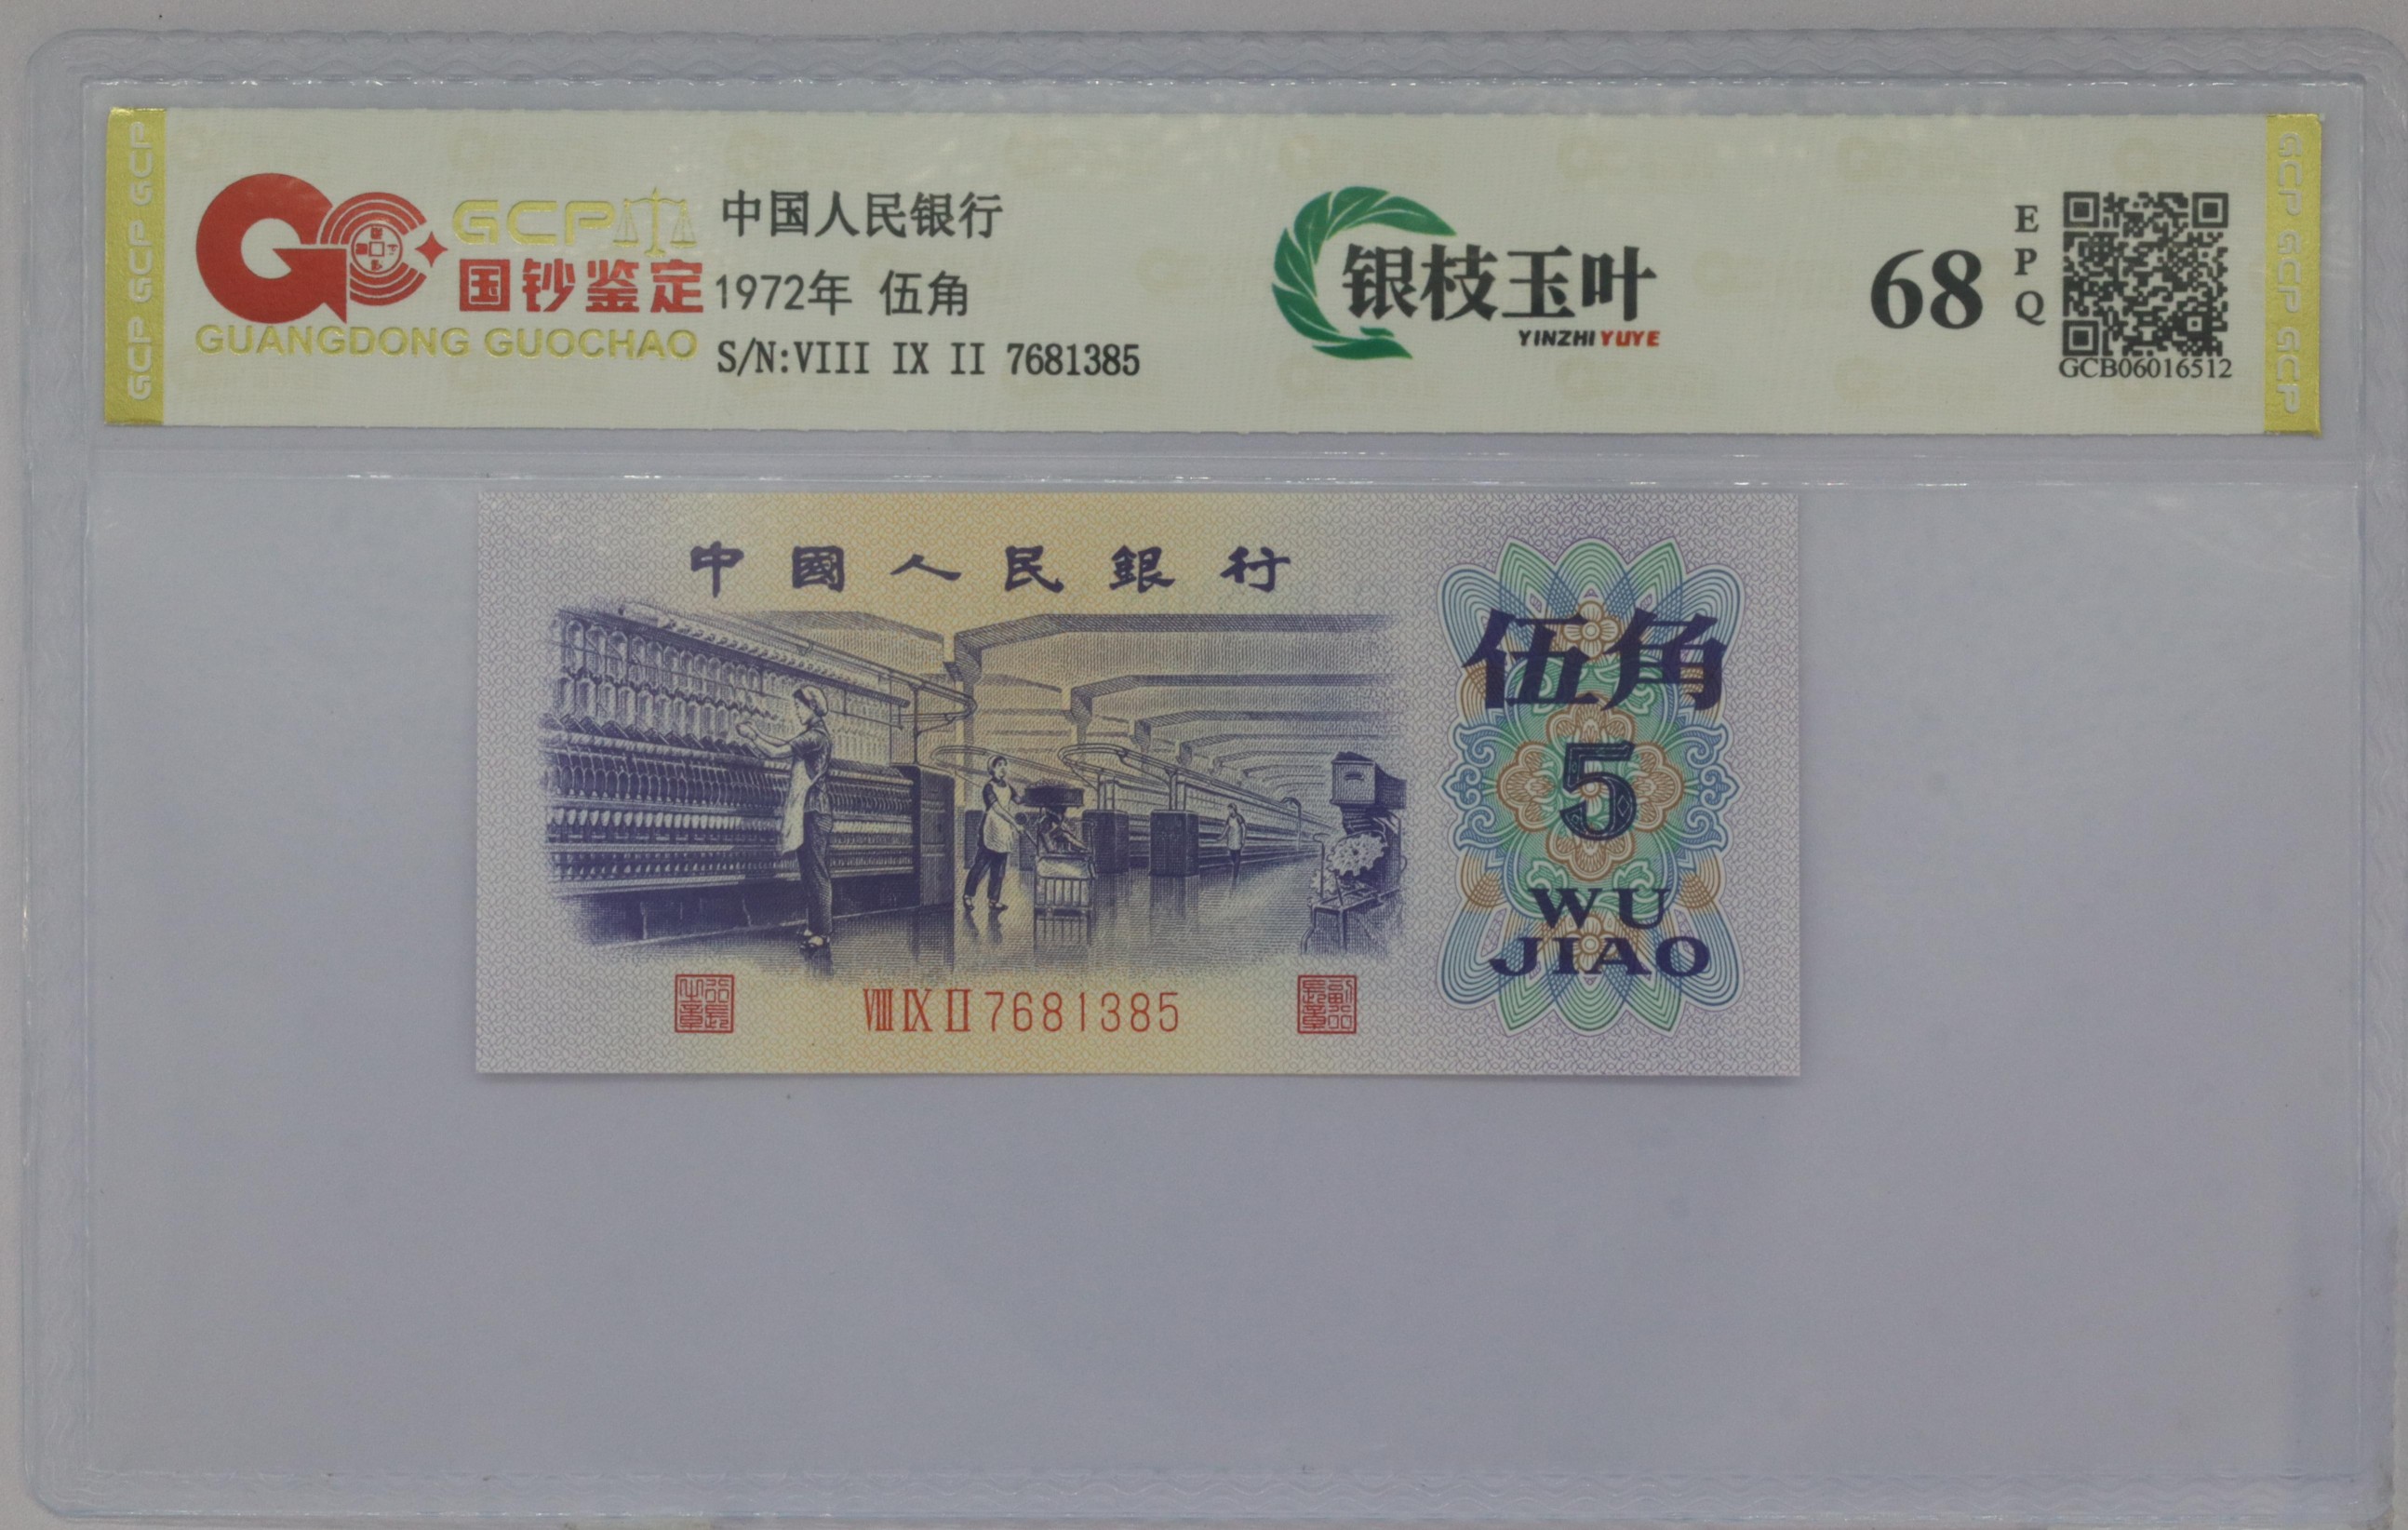 GCP GCP GCP
GCP
国钞鉴定
GUANGDONG GUOCHAO
中国人民银行
1972年 伍角
S/N:VIII IX II 7681385
银枝玉叶
YINZHI YUYE
68
EPQ
GCB06016512
GCP GCP GCP
中國人民銀行
伍角
5
WU
JIAO
VIII IX II 7681385